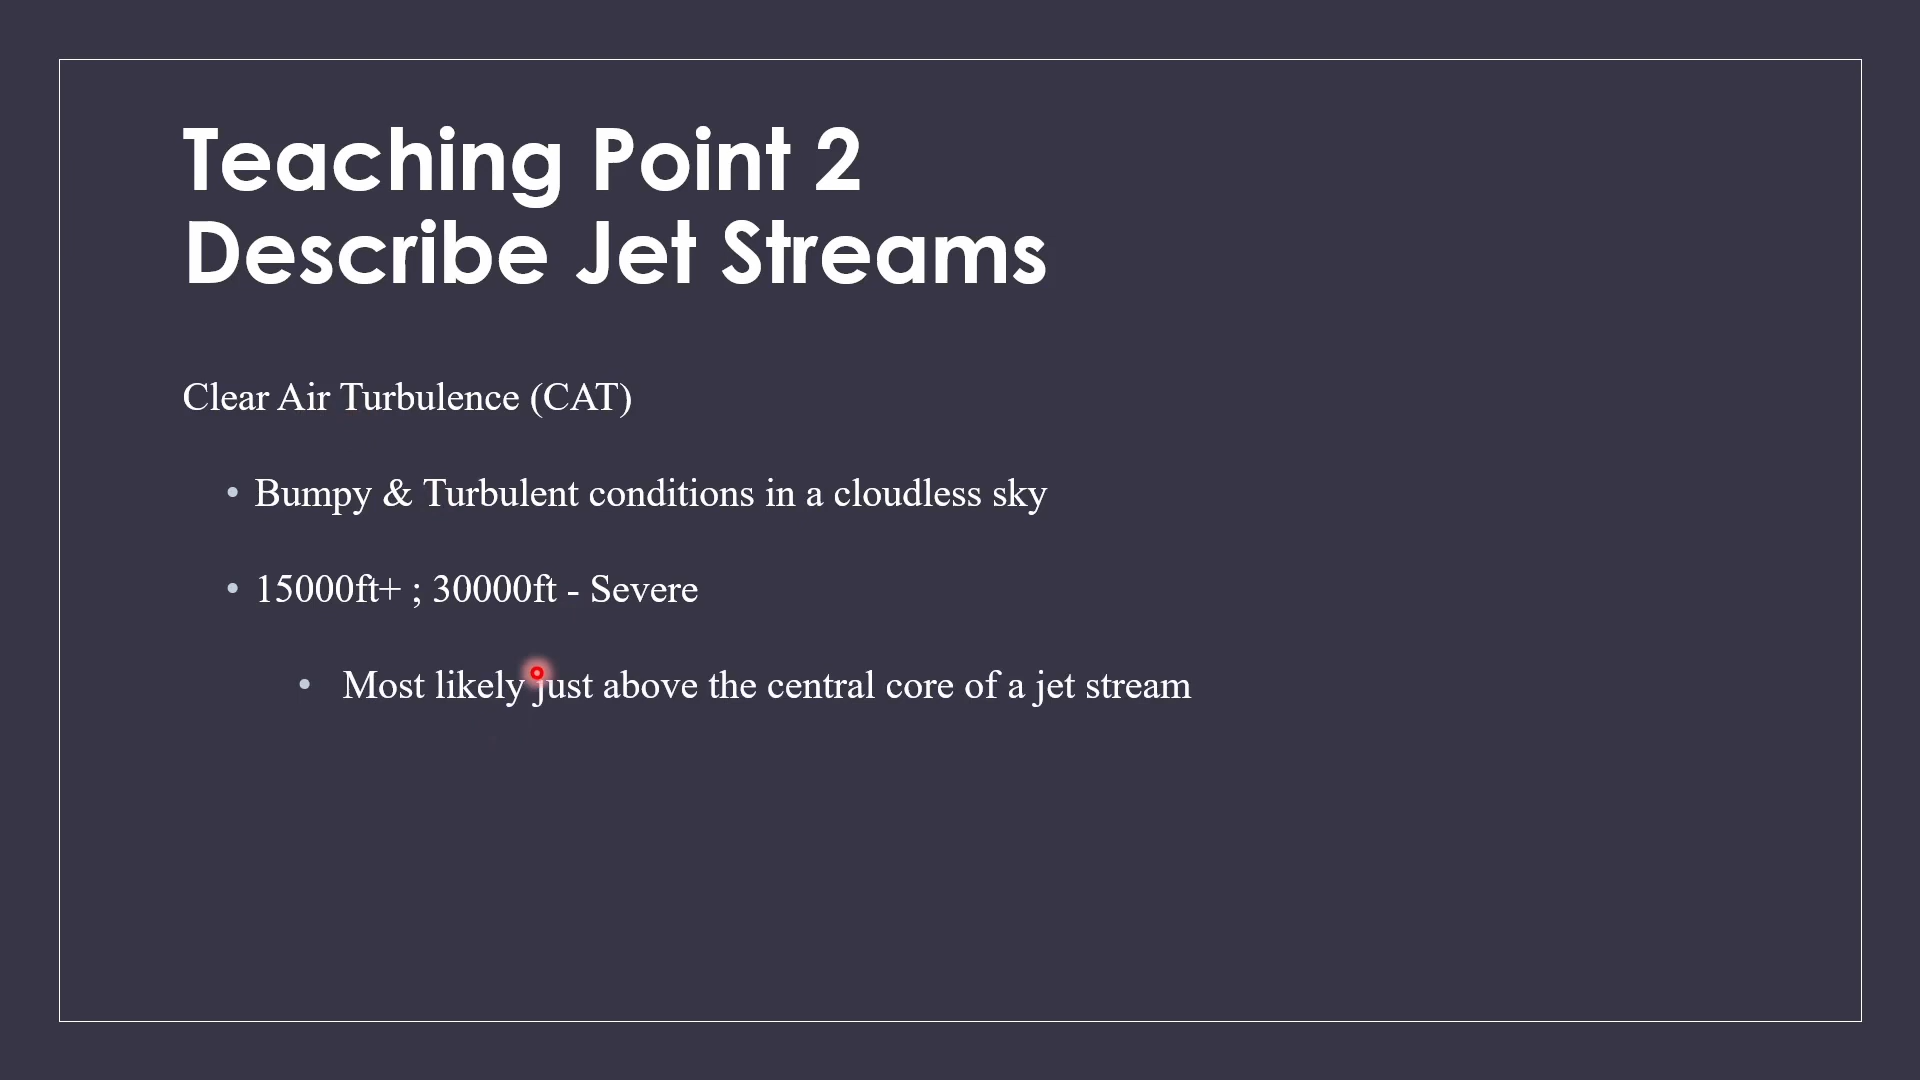 Teaching Point 2
Describe Jet Streams
Clear Air Turbulence (CAT)
• Bumpy & Turbulent conditions in a cloudless sky
• 15000ft+ ; 30000ft - Severe
• Most likely just above the central core of a jet stream